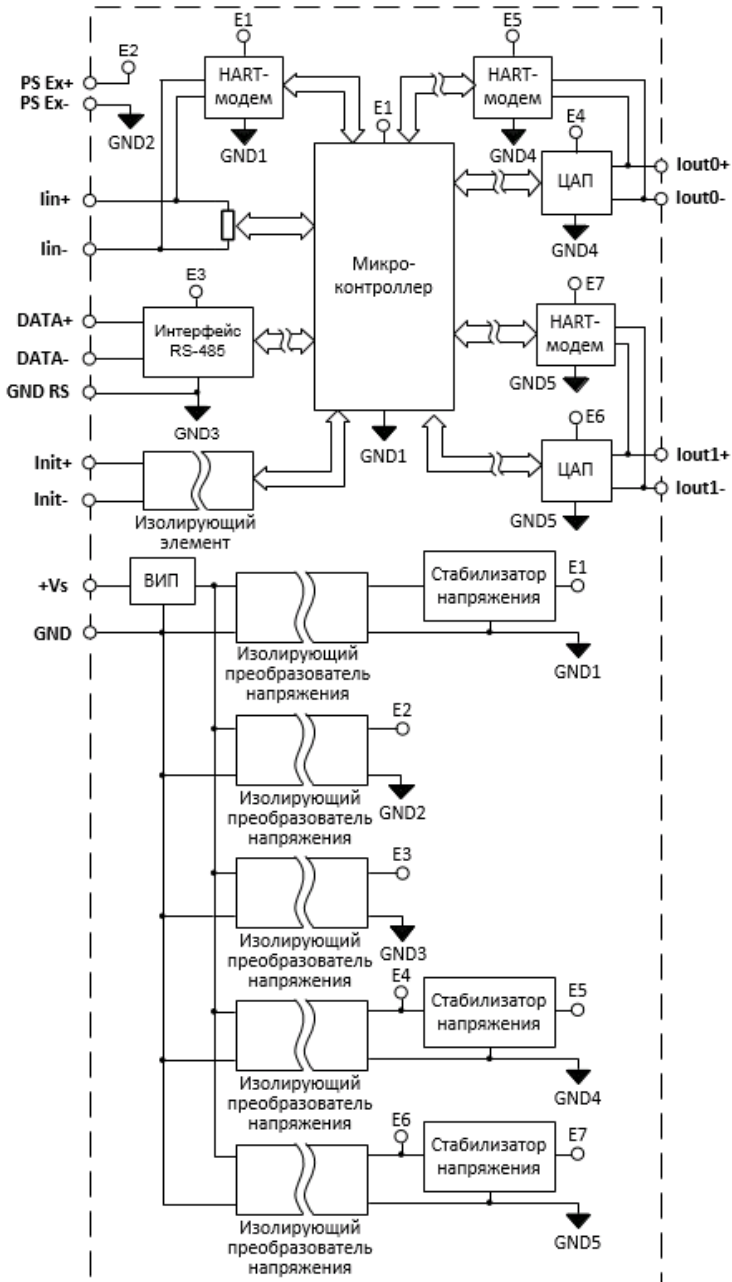 E1
E5
E2
PS Ex+
PS Ex-
GND2
HART-
модем
GND1
E1
HART-
модем
GND4
E4
ЦАП
GND4
Iout0+
Iout0-
Iin+
Iin-
Микро-
контроллер
GND1
E3
DATA+
DATA-
GND RS
Интерфейс
RS-485
GND3
E7
HART-
модем
GND5
E6
ЦАП
GND5
Iout1+
Iout1-
Init+
Init-
Изолирующий
элемент
+Vs
GND
ВИП
Изолирующий
преобразователь
напряжения
Стабилизатор
напряжения
E1
GND1
E2
GND2
Изолирующий
преобразователь
напряжения
E3
GND3
Изолирующий
преобразователь
напряжения
E4
Стабилизатор
напряжения
E5
GND4
Изолирующий
преобразователь
напряжения
E6
Стабилизатор
напряжения
E7
GND5
Изолирующий
преобразователь
напряжения